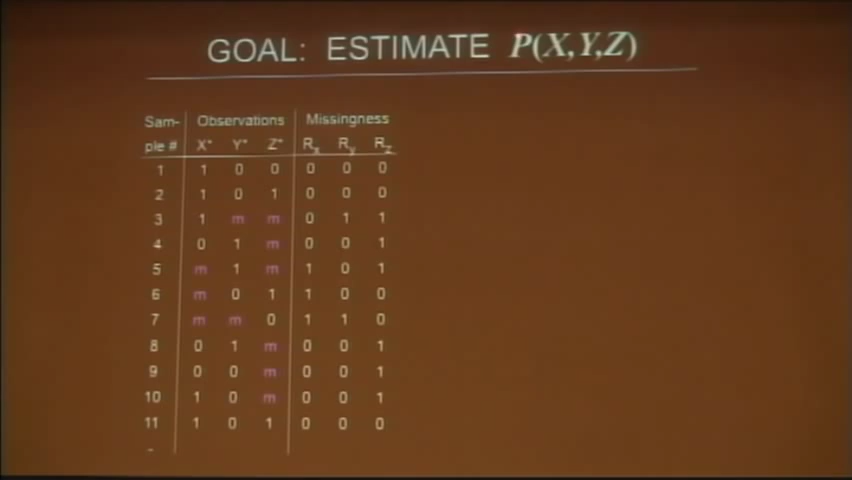 GOAL: ESTIMATE P(X,Y,Z)
Sam- Observations Missingness
ple # X* Y* Z* Rx Ry Rz
1 1 0 0 0 0 0
2 1 0 1 0 0 0
3 1 m m 0 1 1
4 0 1 m 0 0 1
5 m 1 m 1 0 1
6 m 0 1 1 0 0
7 m m 0 1 1 0
8 0 1 m 0 0 1
9 0 0 m 0 0 1
10 1 0 m 0 0 1
11 1 0 1 0 0 0
-